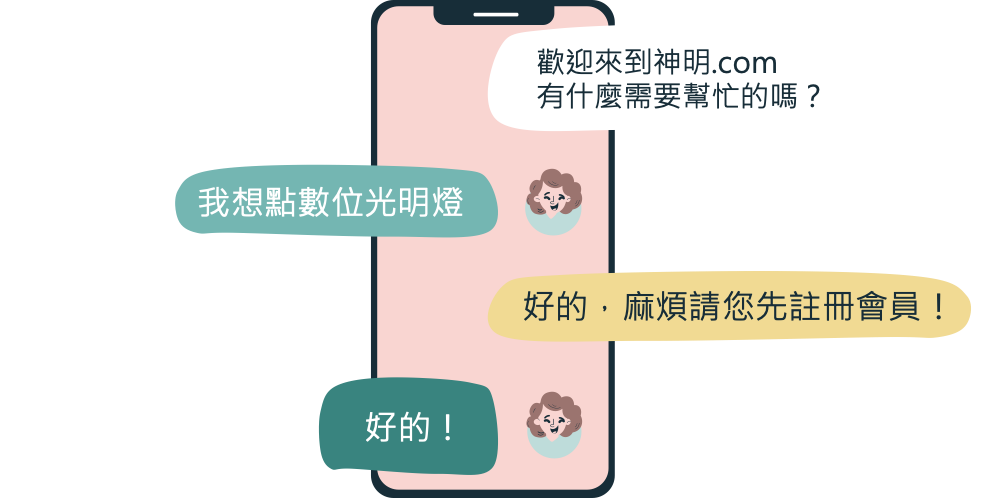 歡迎來到神明.com
有什麼需要幫忙的嗎？
我想點數位光明燈
好的，麻煩請您先註冊會員！
好的！